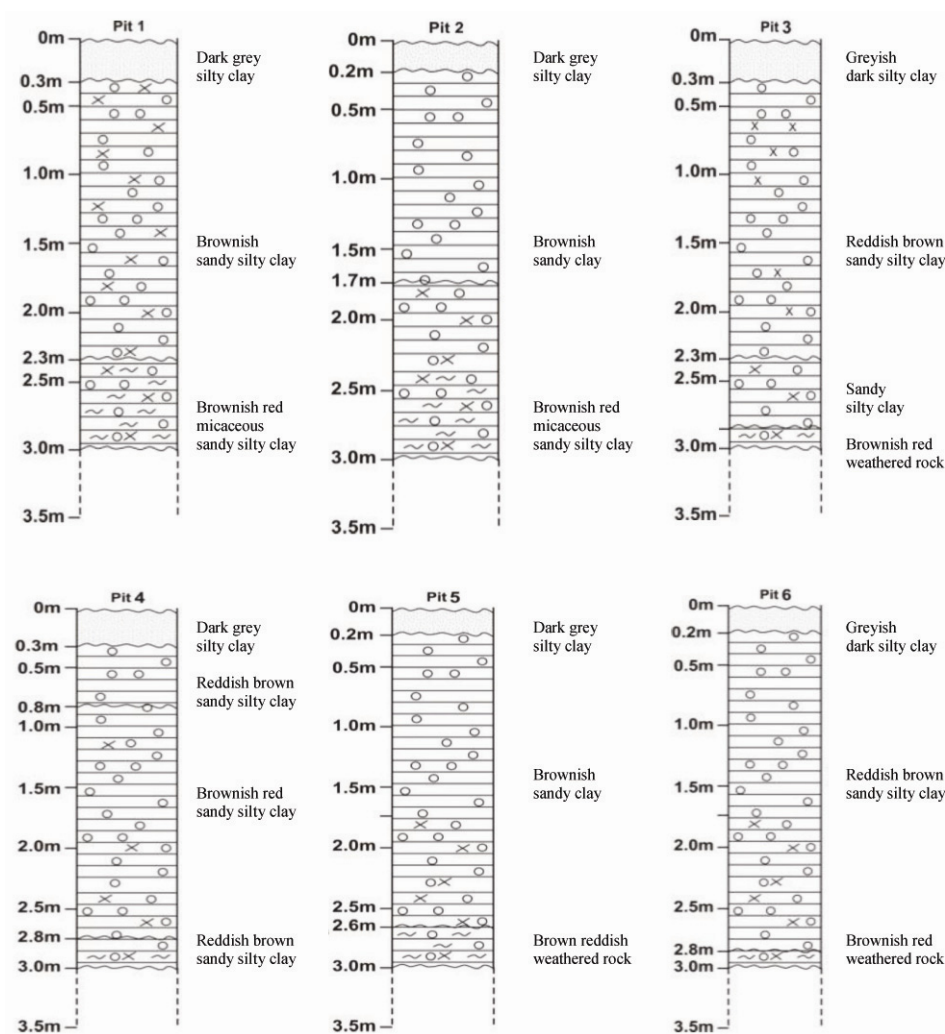 Pit 1
0m
Dark grey
silty clay
0.3m
0.5m
1.0m
1.5m
Brownish
sandy silty clay
2.0m
2.3m
2.5m
Brownish red
micaceous
sandy silty clay
3.0m
3.5m
Pit 2
0m
Dark grey
silty clay
0.2m
0.5m
1.0m
1.5m
Brownish
sandy clay
1.7m
2.0m
2.5m
Brownish red
micaceous
sandy silty clay
3.0m
3.5m
Pit 3
0m
Greyish
dark silty clay
0.3m
0.5m
1.0m
1.5m
Reddish brown
sandy silty clay
2.0m
2.3m
2.5m
Sandy
silty clay
3.0m
Brownish red
weathered rock
3.5m
Pit 4
0m
Dark grey
silty clay
0.3m
0.5m
Reddish brown
sandy silty clay
0.8m
1.0m
1.5m
Brownish red
sandy silty clay
2.0m
2.5m
2.8m
Reddish brown
sandy silty clay
3.0m
3.5m
Pit 5
0m
Dark grey
silty clay
0.2m
0.5m
1.0m
1.5m
Brownish
sandy clay
2.0m
2.5m
2.6m
Brown reddish
weathered rock
3.0m
3.5m
Pit 6
0m
Greyish
dark silty clay
0.2m
0.5m
1.0m
1.5m
Reddish brown
sandy silty clay
2.0m
2.5m
2.8m
Brownish red
weathered rock
3.0m
3.5m